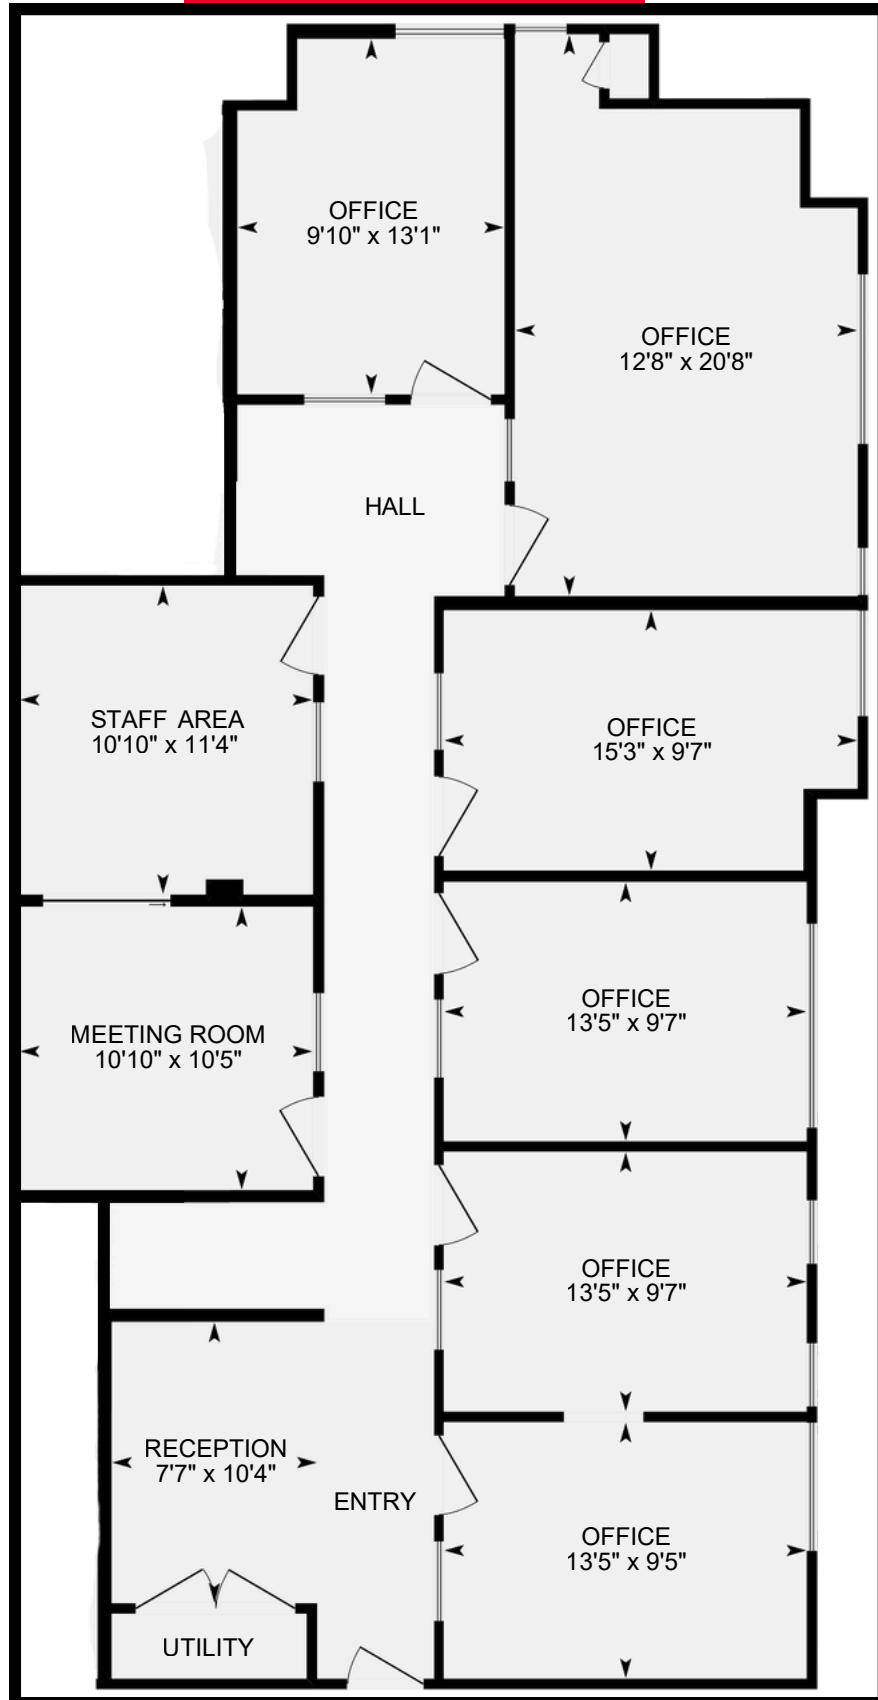 OFFICE
9'10" x 13'1"
OFFICE
12'8" x 20'8"
HALL
STAFF AREA
10'10" x 11'4"
OFFICE
15'3" x 9'7"
OFFICE
13'5" x 9'7"
MEETING ROOM
10'10" x 10'5"
OFFICE
13'5" x 9'7"
RECEPTION
7'7" x 10'4"
ENTRY
OFFICE
13'5" x 9'5"
UTILITY